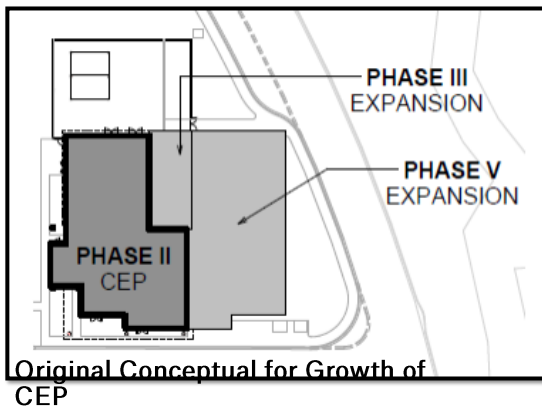 PHASE III
EXPANSION
PHASE V
EXPANSION
PHASE II
CEP
Original Conceptual for Growth of
CEP